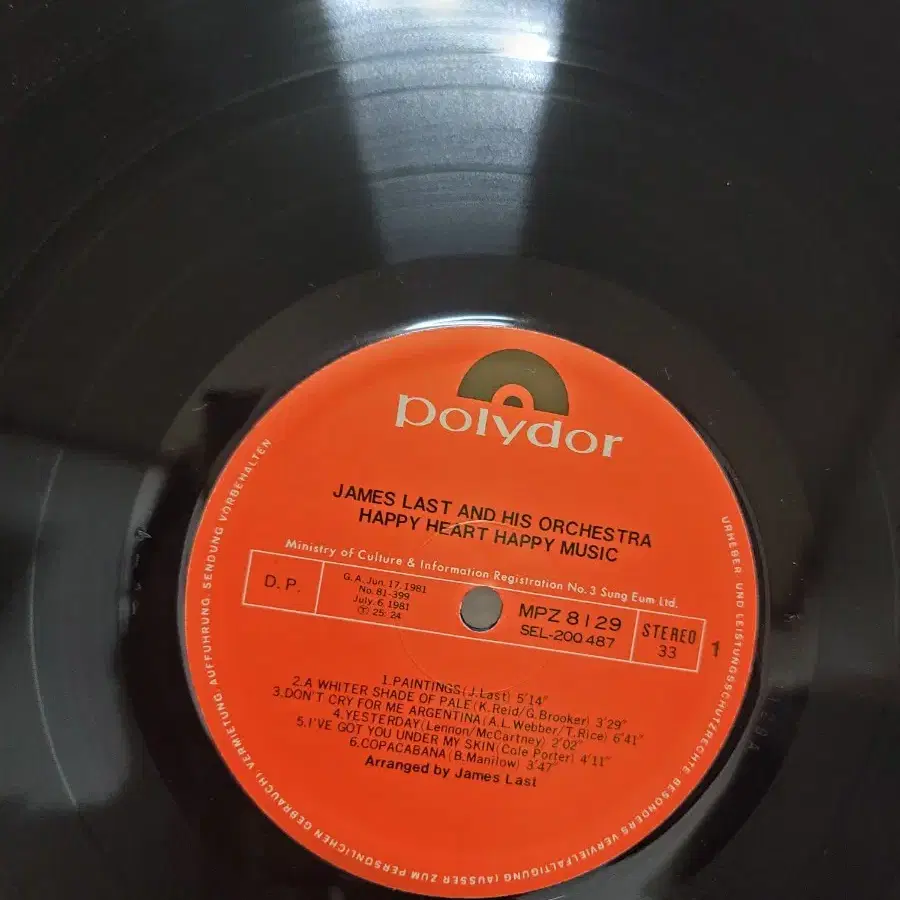 polydor
JAMES LAST AND HIS ORCHESTRA
HAPPY HEART HAPPY MUSIC
Ministry of Culture & Information Registration No. 3 Sung Eum Ltd.
D.P.
G.A. Jun. 17. 1981
No. 81-399
July. 6. 1981
Ⓣ 25:24
MPZ 8129
SEL-200 487
STEREO
33
1
1.PAINTINGS(J.Last) 5'14"
2.A WHITER SHADE OF PALE(K.Reid/G.Brooker) 3'29"
3.DON'T CRY FOR ME ARGENTINA(A.L.Webber/T.Rice) 6'41"
4.YESTERDAY(Lennon/McCartney) 2'02"
5.I'VE GOT YOU UNDER MY SKIN(Cole Porter) 4'11"
6.COPACABANA(B.Manilow) 3'47"
Arranged by James Last
URHEBER- UND LEISTUNGSSCHUTZRECHTE BESONDERS VERVIELFÄLTIGUNG (AUSSER ZUM PERSÖNLICHEN GEBRAUCH), VERMIETUNG, AUFFÜHRUNG, SENDUNG VORBEHALTEN